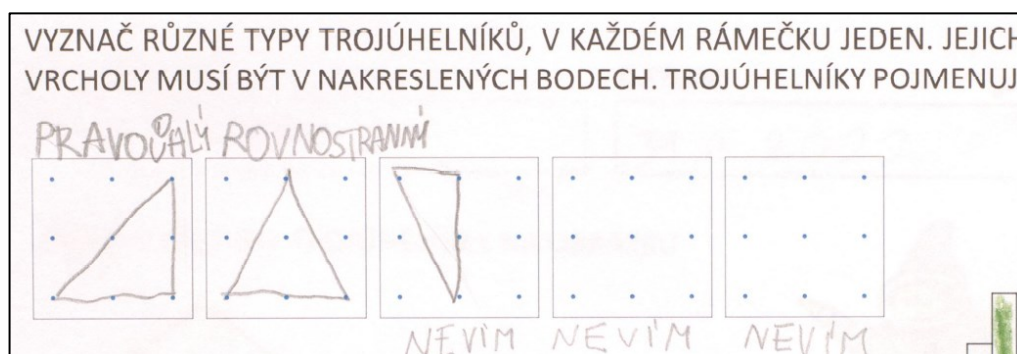 VYZNAČ RŮZNÉ TYPY TROJÚHELNÍKŮ, V KAŽDÉM RÁMEČKU JEDEN. JEJICH
VRCHOLY MUSÍ BÝT V NAKRESLENÝCH BODECH. TROJÚHELNÍKY POJMENUJ
PRAVOÚHLÝ ROVNOSTRANNÝ
NEVÍM NEVÍM NEVÍM